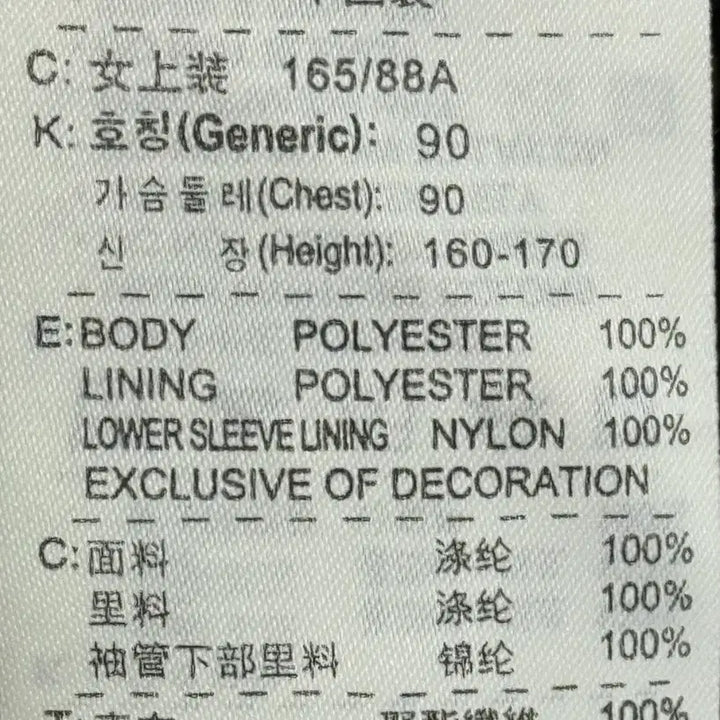 C: 女上装 165/88A
K: 호칭(Generic): 90
가슴둘레(Chest): 90
신 장(Height): 160-170
E: BODY POLYESTER 100%
LINING POLYESTER 100%
LOWER SLEEVE LINING NYLON 100%
EXCLUSIVE OF DECORATION
C: 面料 涤纶 100%
里料 涤纶 100%
袖管下部里料 锦纶 100%
100%